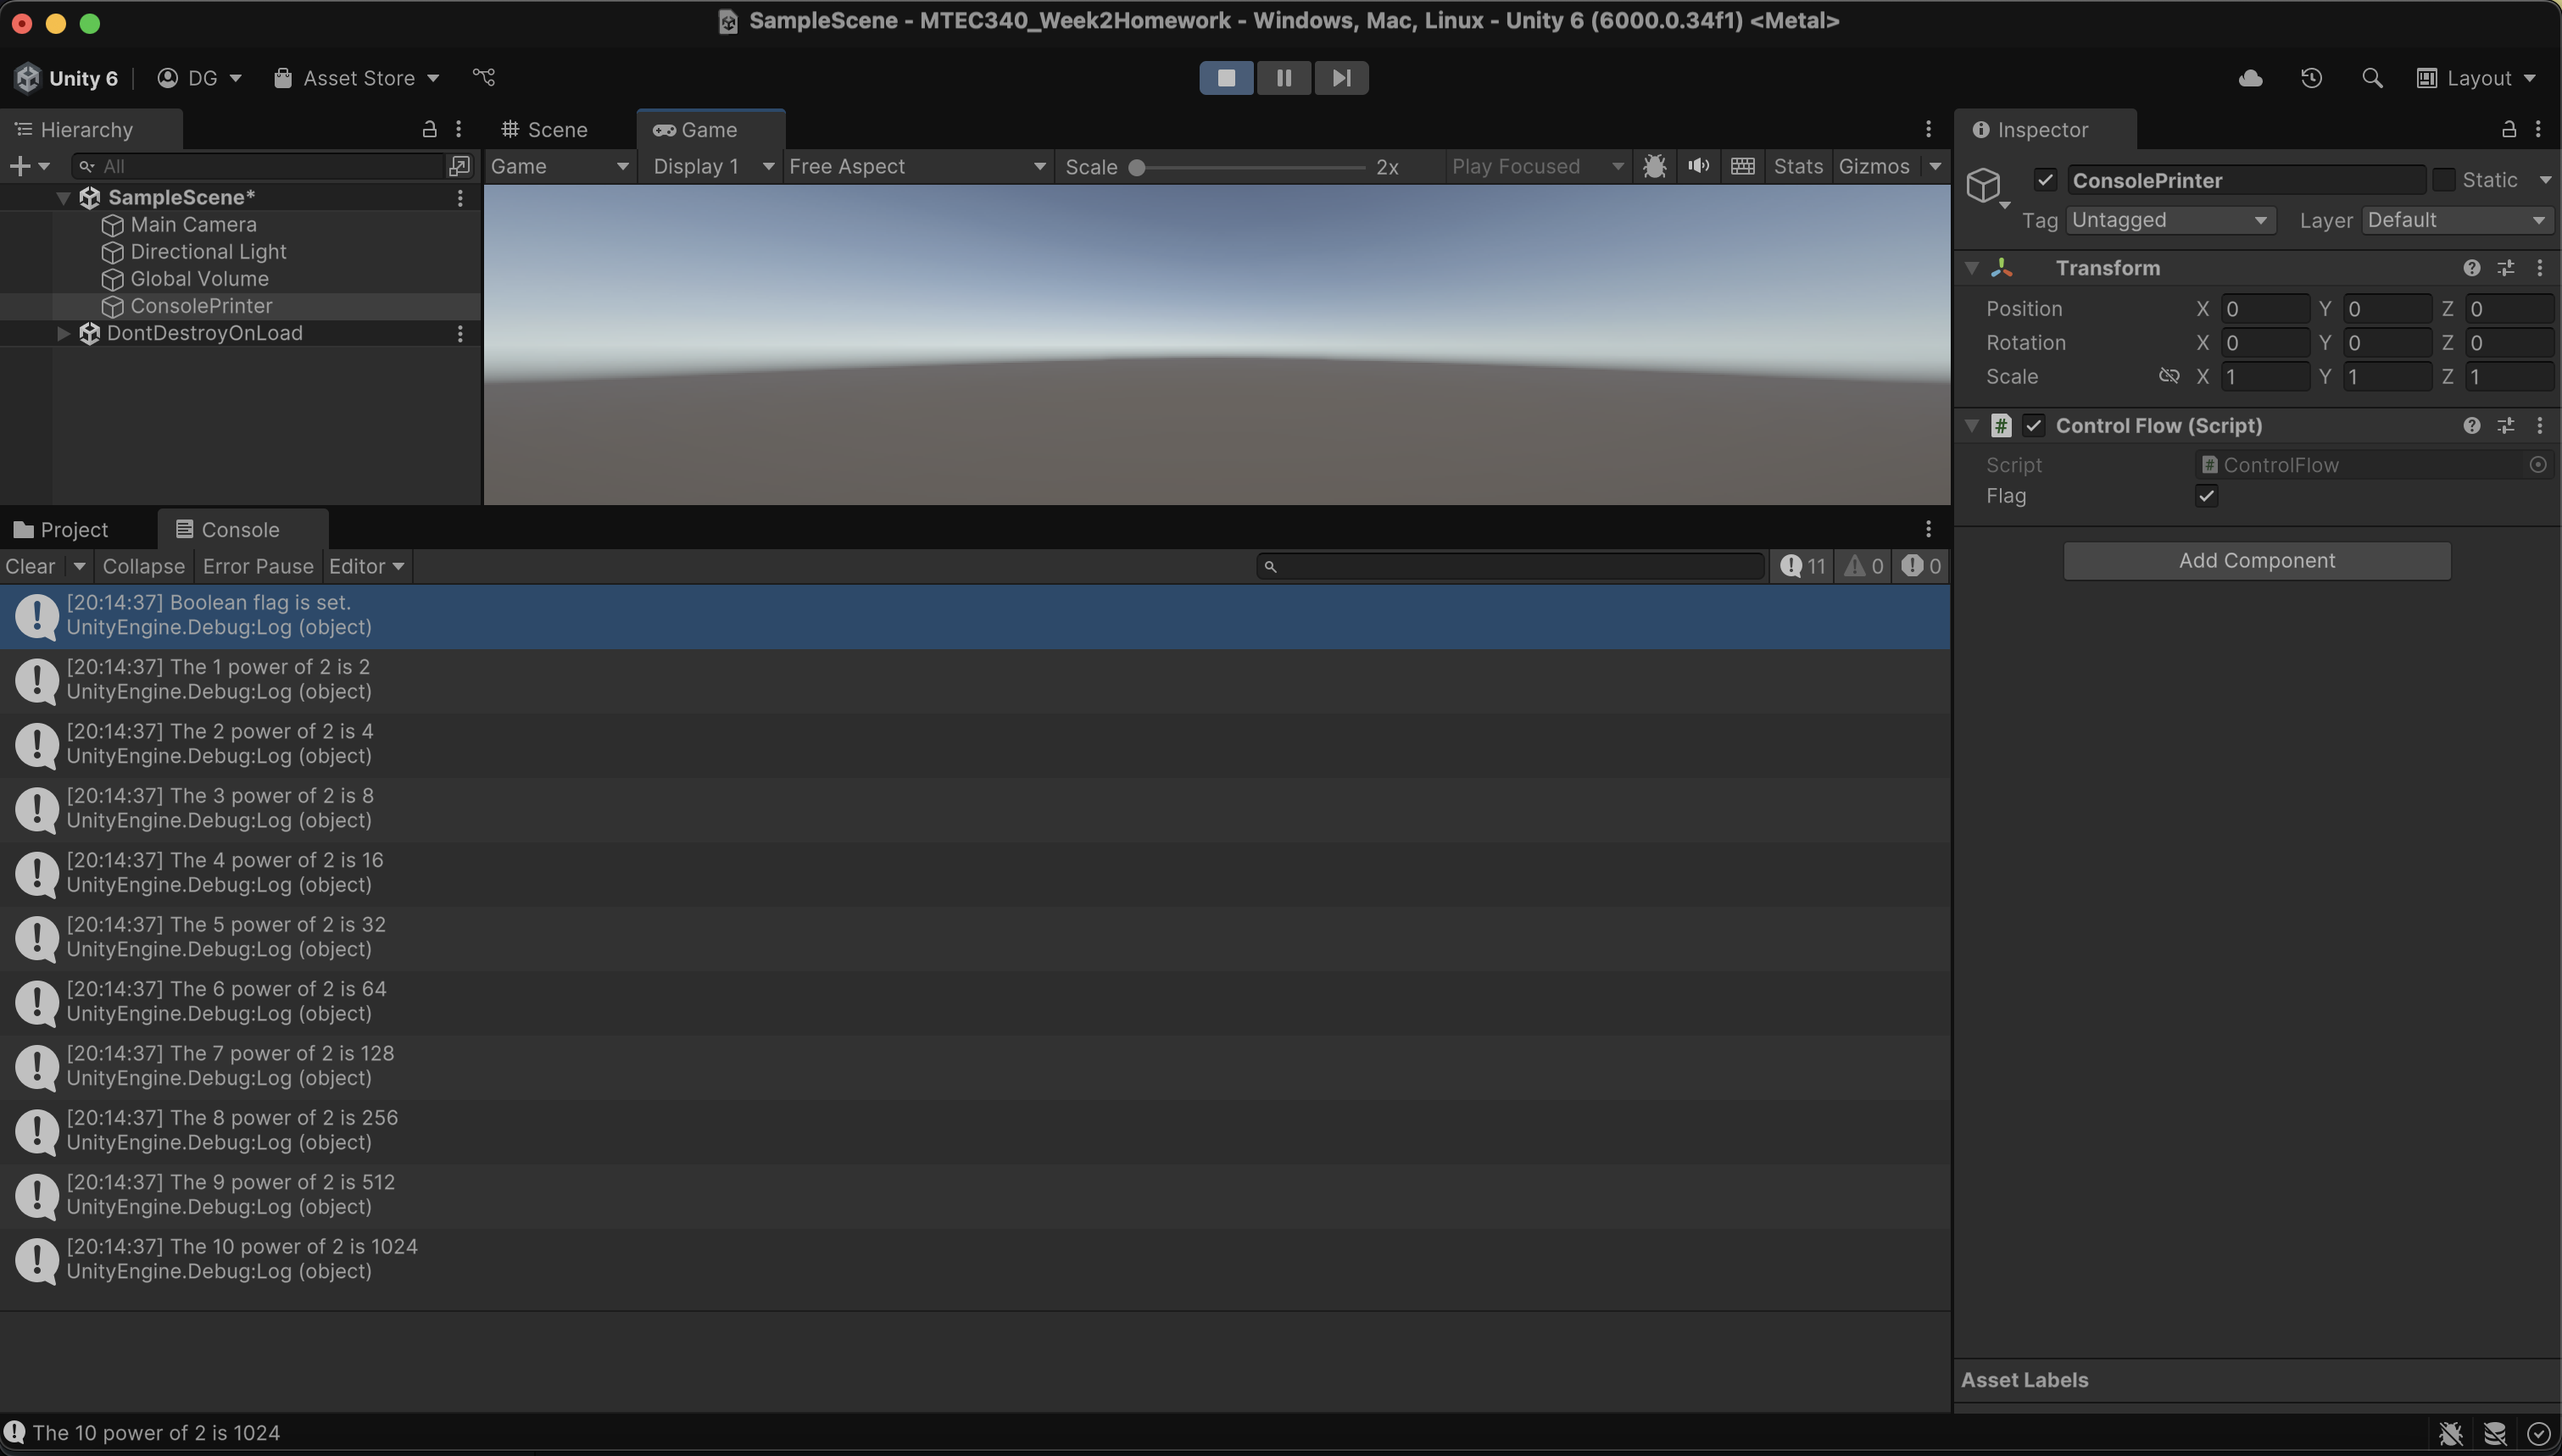 SampleScene - MTEC340_Week2Homework - Windows, Mac, Linux - Unity 6 (6000.0.34f1) <Metal>
Unity 6 DG Asset Store Layout
Hierarchy
All
SampleScene*
Main Camera
Directional Light
Global Volume
ConsolePrinter
DontDestroyOnLoad
Scene Game
Game Display 1 Free Aspect Scale 2x Play Focused Stats Gizmos
Inspector
ConsolePrinter Static
Tag Untagged Layer Default
Transform
Position X 0 Y 0 Z 0
Rotation X 0 Y 0 Z 0
Scale X 1 Y 1 Z 1
# Control Flow (Script)
Script # ControlFlow
Flag
Add Component
Project Console
Clear Collapse Error Pause Editor 11 0 0
[20:14:37] Boolean flag is set.
UnityEngine.Debug:Log (object)
[20:14:37] The 1 power of 2 is 2
UnityEngine.Debug:Log (object)
[20:14:37] The 2 power of 2 is 4
UnityEngine.Debug:Log (object)
[20:14:37] The 3 power of 2 is 8
UnityEngine.Debug:Log (object)
[20:14:37] The 4 power of 2 is 16
UnityEngine.Debug:Log (object)
[20:14:37] The 5 power of 2 is 32
UnityEngine.Debug:Log (object)
[20:14:37] The 6 power of 2 is 64
UnityEngine.Debug:Log (object)
[20:14:37] The 7 power of 2 is 128
UnityEngine.Debug:Log (object)
[20:14:37] The 8 power of 2 is 256
UnityEngine.Debug:Log (object)
[20:14:37] The 9 power of 2 is 512
UnityEngine.Debug:Log (object)
[20:14:37] The 10 power of 2 is 1024
UnityEngine.Debug:Log (object)
Asset Labels
The 10 power of 2 is 1024